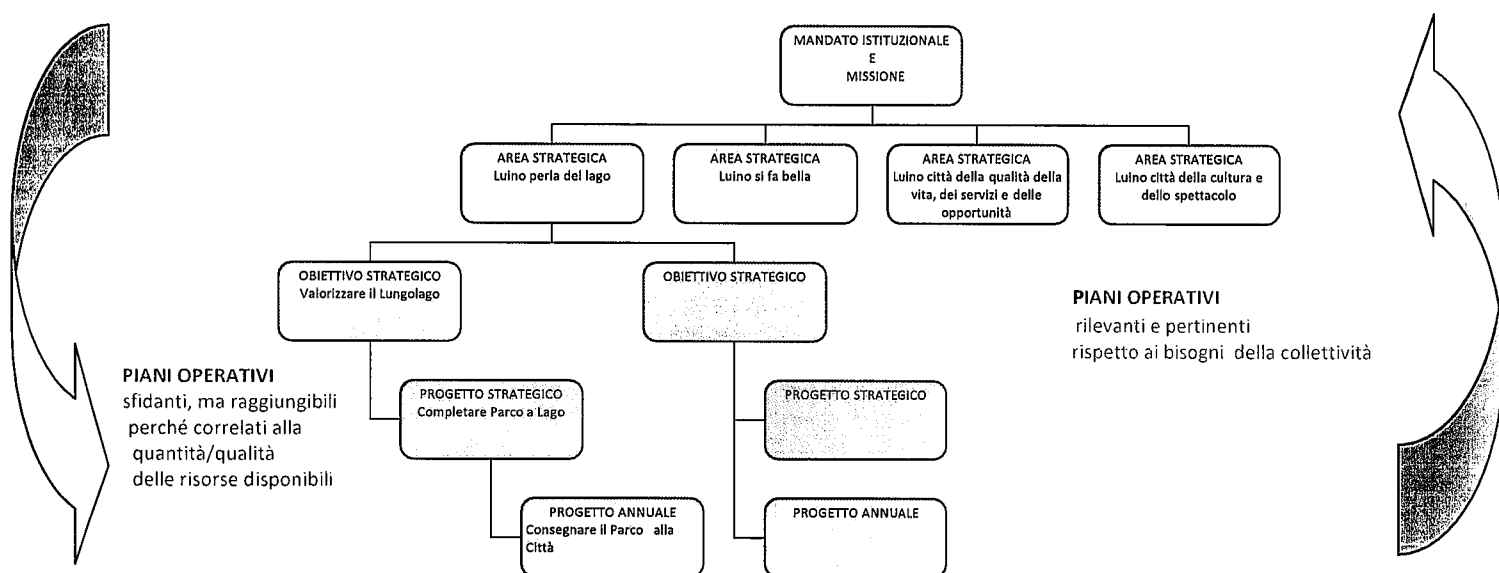 MANDATO ISTITUZIONALE
E
MISSIONE
AREA STRATEGICA
Luino perla del lago
AREA STRATEGICA
Luino si fa bella
AREA STRATEGICA
Luino città della qualità della
vita, dei servizi e delle
opportunità
AREA STRATEGICA
Luino città della cultura e
dello spettacolo
OBIETTIVO STRATEGICO
Valorizzare il Lungolago
OBIETTIVO STRATEGICO
PIANI OPERATIVI
rilevanti e pertinenti
rispetto ai bisogni della collettività
PIANI OPERATIVI
sfidanti, ma raggiungibili
perché correlati alla
quantità/qualità
delle risorse disponibili
PROGETTO STRATEGICO
Completare Parco a Lago
PROGETTO STRATEGICO
PROGETTO ANNUALE
Consegnare il Parco alla
Città
PROGETTO ANNUALE